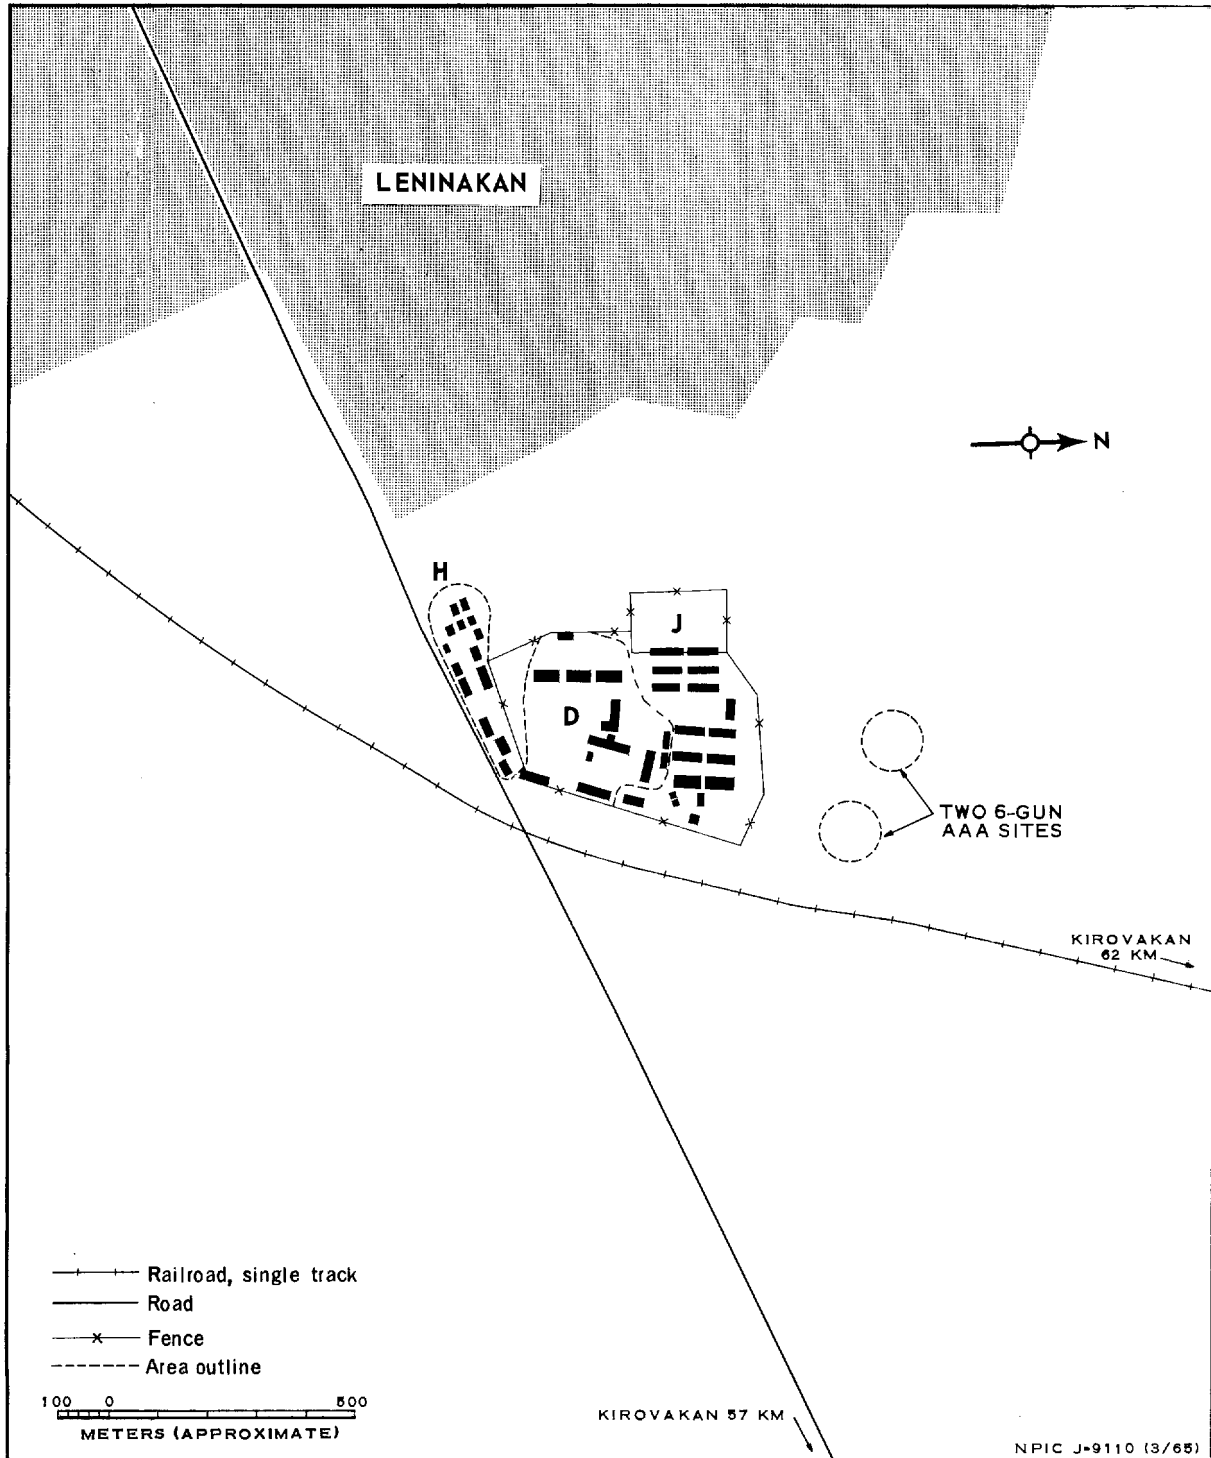 LENINAKAN
N
H
J
D
TWO 6-GUN
AAA SITES
KIROVAKAN
62 KM
Railroad, single track
Road
Fence
Area outline
100 0 500
METERS (APPROXIMATE)
KIROVAKAN 57 KM
NPIC J-9110 (3/65)